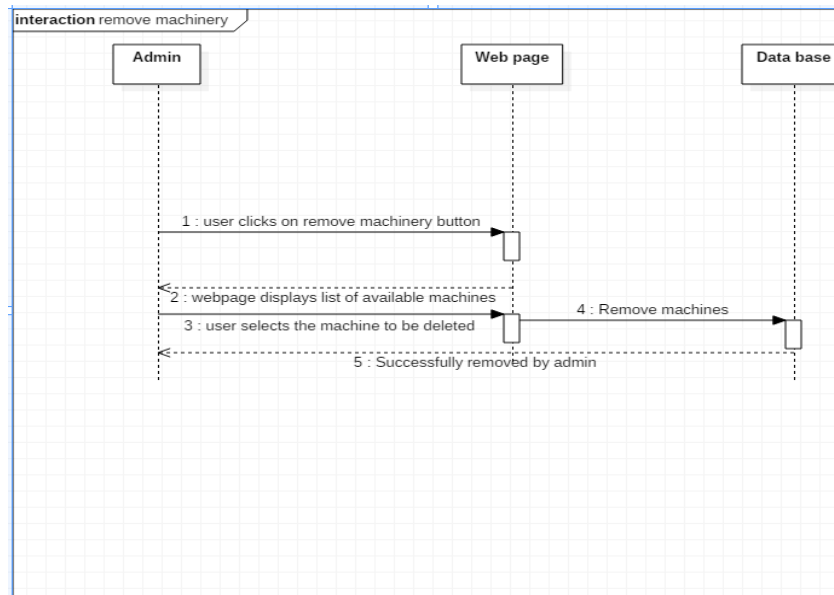 interaction remove machinery
Admin
Web page
Data base
1 : user clicks on remove machinery button
2 : webpage displays list of available machines
3 : user selects the machine to be deleted
4 : Remove machines
5 : Successfully removed by admin